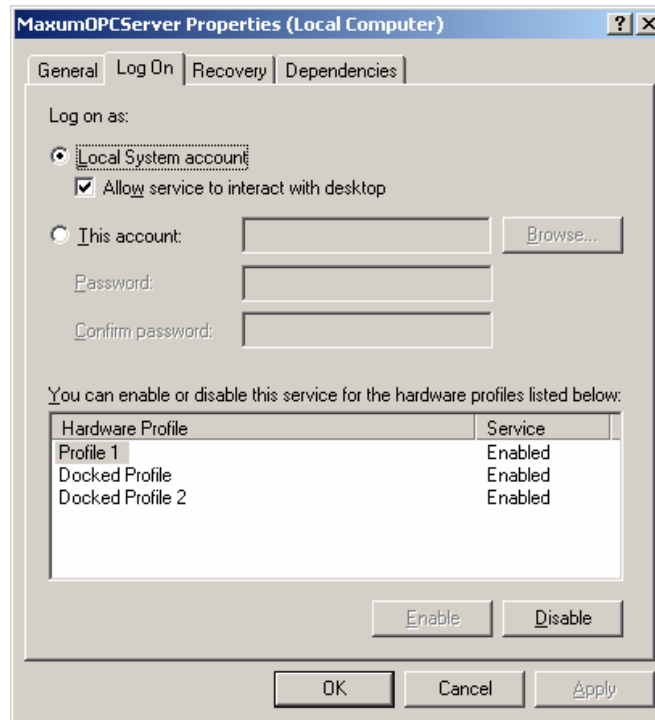 MaxumOPCServer Properties (Local Computer)
General Log On Recovery Dependencies
Log on as:
Local System account
Allow service to interact with desktop
This account: Browse...
Password:
Confirm password:
You can enable or disable this service for the hardware profiles listed below:
Hardware Profile Service
Profile 1 Enabled
Docked Profile Enabled
Docked Profile 2 Enabled
Enable Disable
OK Cancel Apply